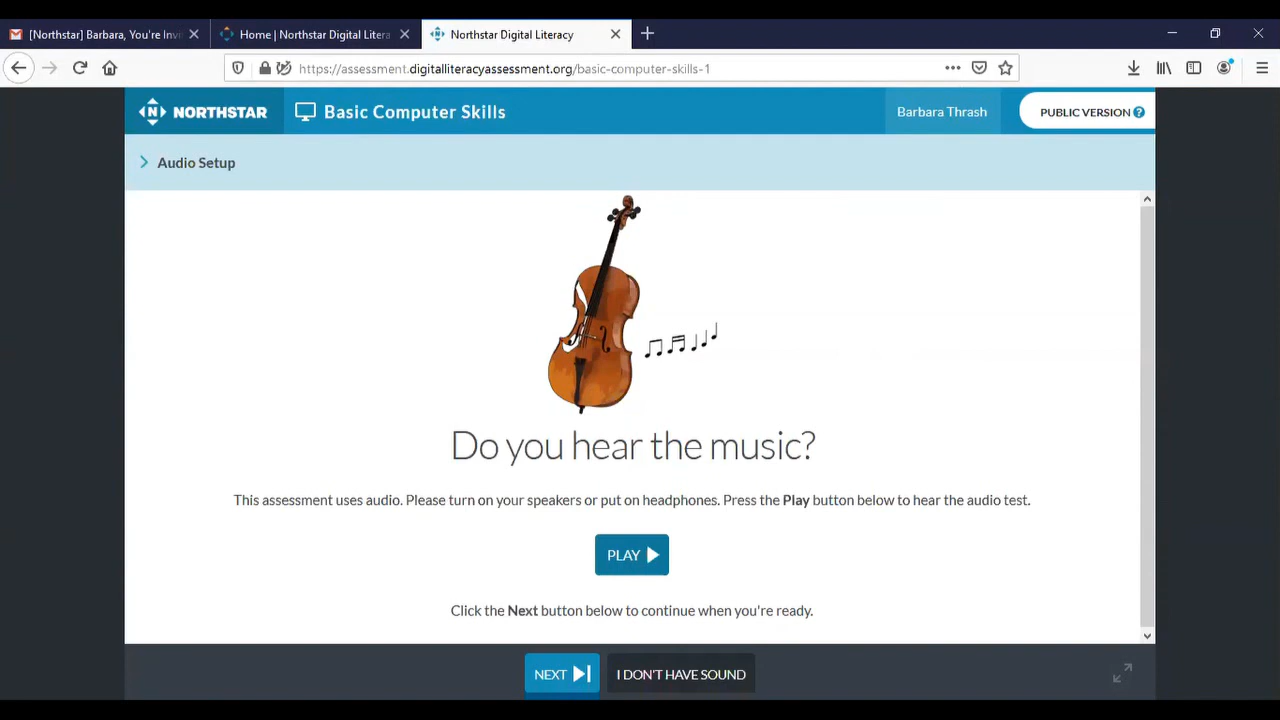 [Northstar] Barbara, You're Invi
Home | Northstar Digital Litera
Northstar Digital Literacy
https://assessment.digitalliteracyassessment.org/basic-computer-skills-1
N NORTHSTAR
Basic Computer Skills
Barbara Thrash
PUBLIC VERSION ?
Audio Setup
Do you hear the music?
This assessment uses audio. Please turn on your speakers or put on headphones. Press the Play button below to hear the audio test.
PLAY
Click the Next button below to continue when you're ready.
NEXT
I DON'T HAVE SOUND